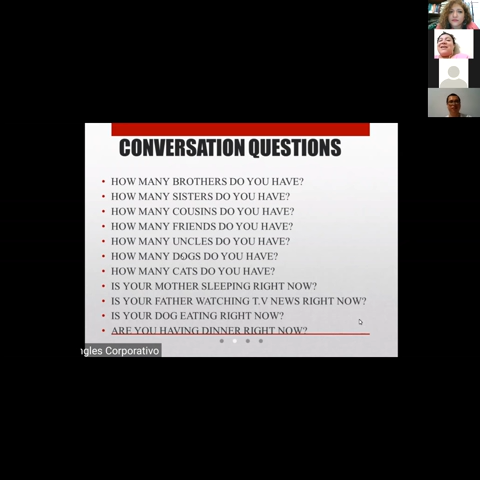 CONVERSATION QUESTIONS
• HOW MANY BROTHERS DO YOU HAVE?
• HOW MANY SISTERS DO YOU HAVE?
• HOW MANY COUSINS DO YOU HAVE?
• HOW MANY FRIENDS DO YOU HAVE?
• HOW MANY UNCLES DO YOU HAVE?
• HOW MANY DOGS DO YOU HAVE?
• HOW MANY CATS DO YOU HAVE?
• IS YOUR MOTHER SLEEPING RIGHT NOW?
• IS YOUR FATHER WATCHING T.V NEWS RIGHT NOW?
• IS YOUR DOG EATING RIGHT NOW?
• ARE YOU HAVING DINNER RIGHT NOW?
ngles Corporativo